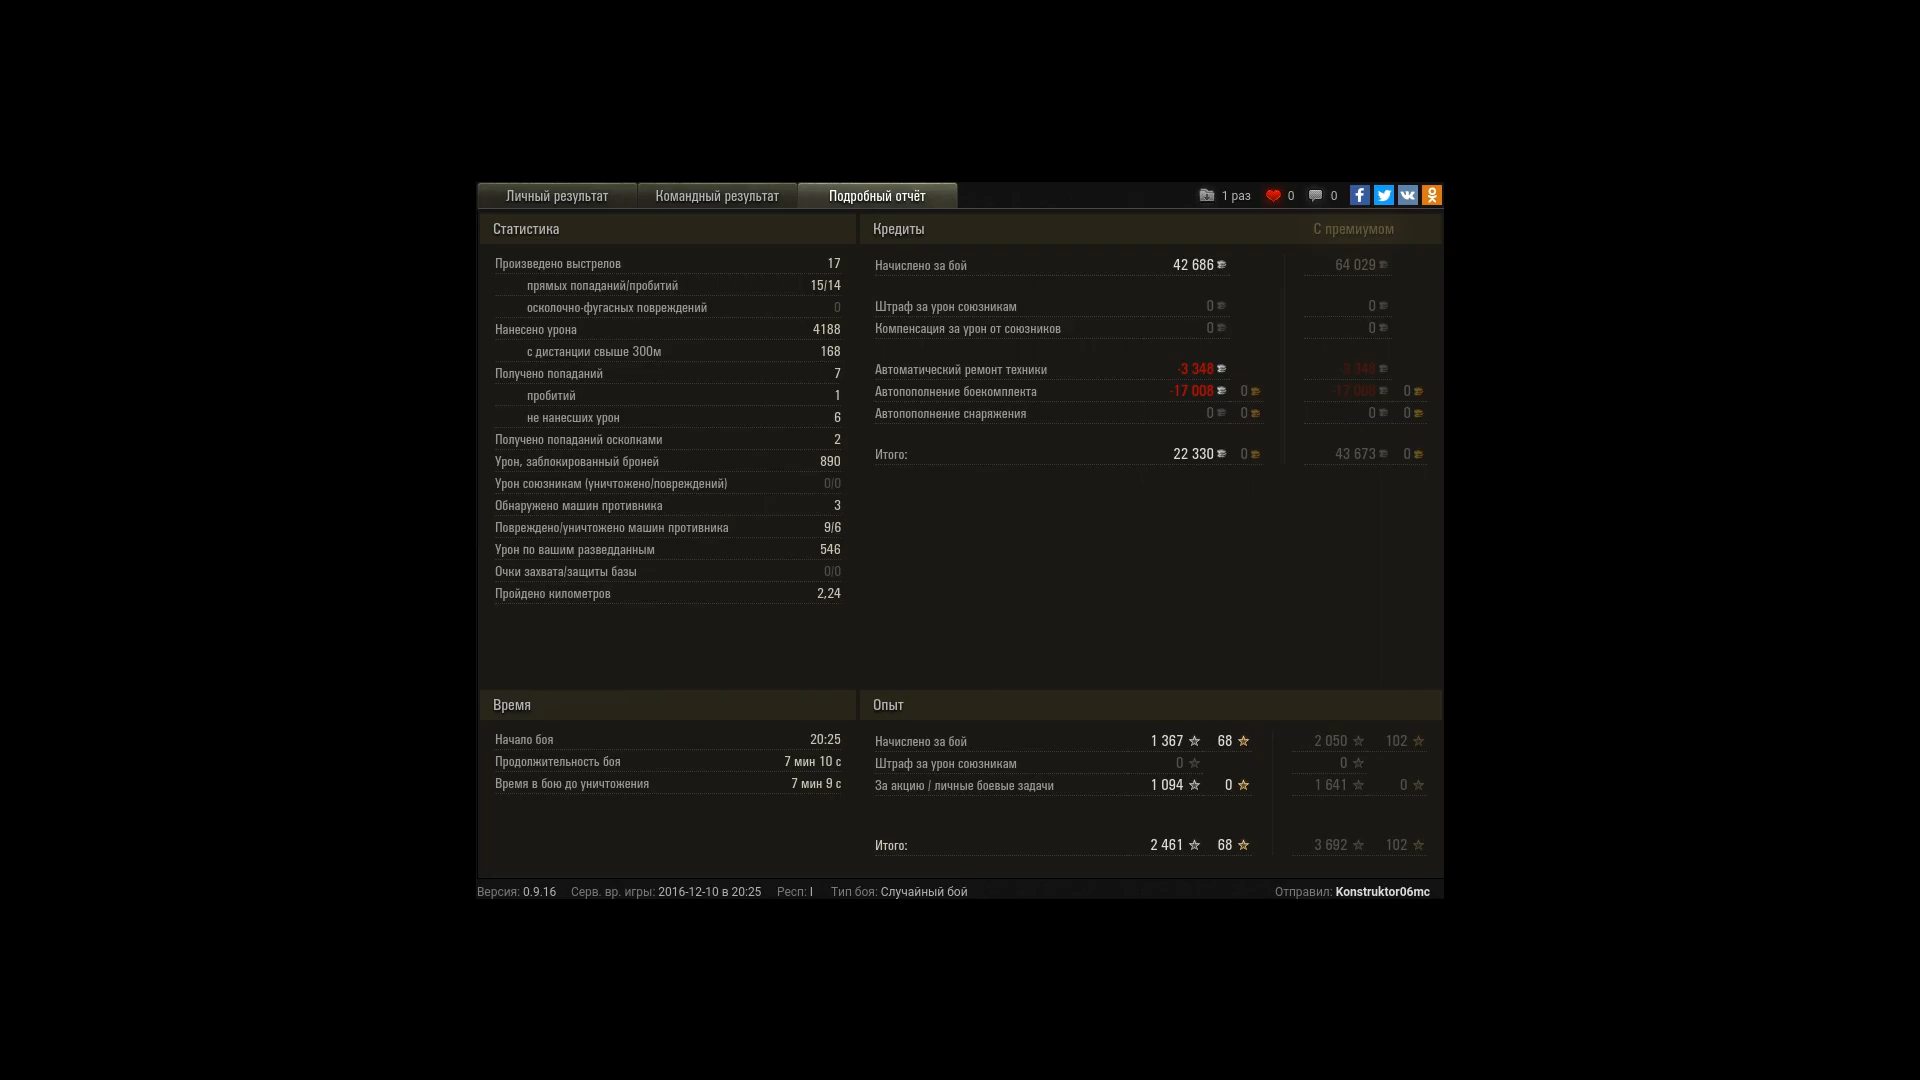 Личный результат Командный результат Подробный отчёт 1 раз 0 0
Статистика
Произведено выстрелов 17
прямых попаданий/пробитий 15/14
осколочно-фугасных повреждений 0
Нанесено урона 4188
с дистанции свыше 300м 168
Получено попаданий 7
пробитий 1
не нанесших урон 6
Получено попаданий осколками 2
Урон, заблокированный броней 890
Урон союзникам (уничтожено/повреждений) 0/0
Обнаружено машин противника 3
Повреждено/уничтожено машин противника 9/6
Урон по вашим разведданным 546
Очки захвата/защиты базы 0/0
Пройдено километров 2,24
Кредиты С премиумом
Начислено за бой 42 686 64 029
Штраф за урон союзникам 0 0
Компенсация за урон от союзников 0 0
Автоматический ремонт техники -3 348 -3 348
Автопополнение боекомплекта -17 008 0 -17 008 0
Автопополнение снаряжения 0 0 0 0
Итого: 22 330 0 43 673 0
Время
Начало боя 20:25
Продолжительность боя 7 мин 10 с
Время в бою до уничтожения 7 мин 9 с
Опыт
Начислено за бой 1 367 68 2 050 102
Штраф за урон союзникам 0 0
За акцию / личные боевые задачи 1 094 0 1 641 0
Итого: 2 461 68 3 692 102
Версия: 0.9.16 Серв. вр. игры: 2016-12-10 в 20:25 Респ: I Тип боя: Случайный бой Отправил: Konstruktor06mc